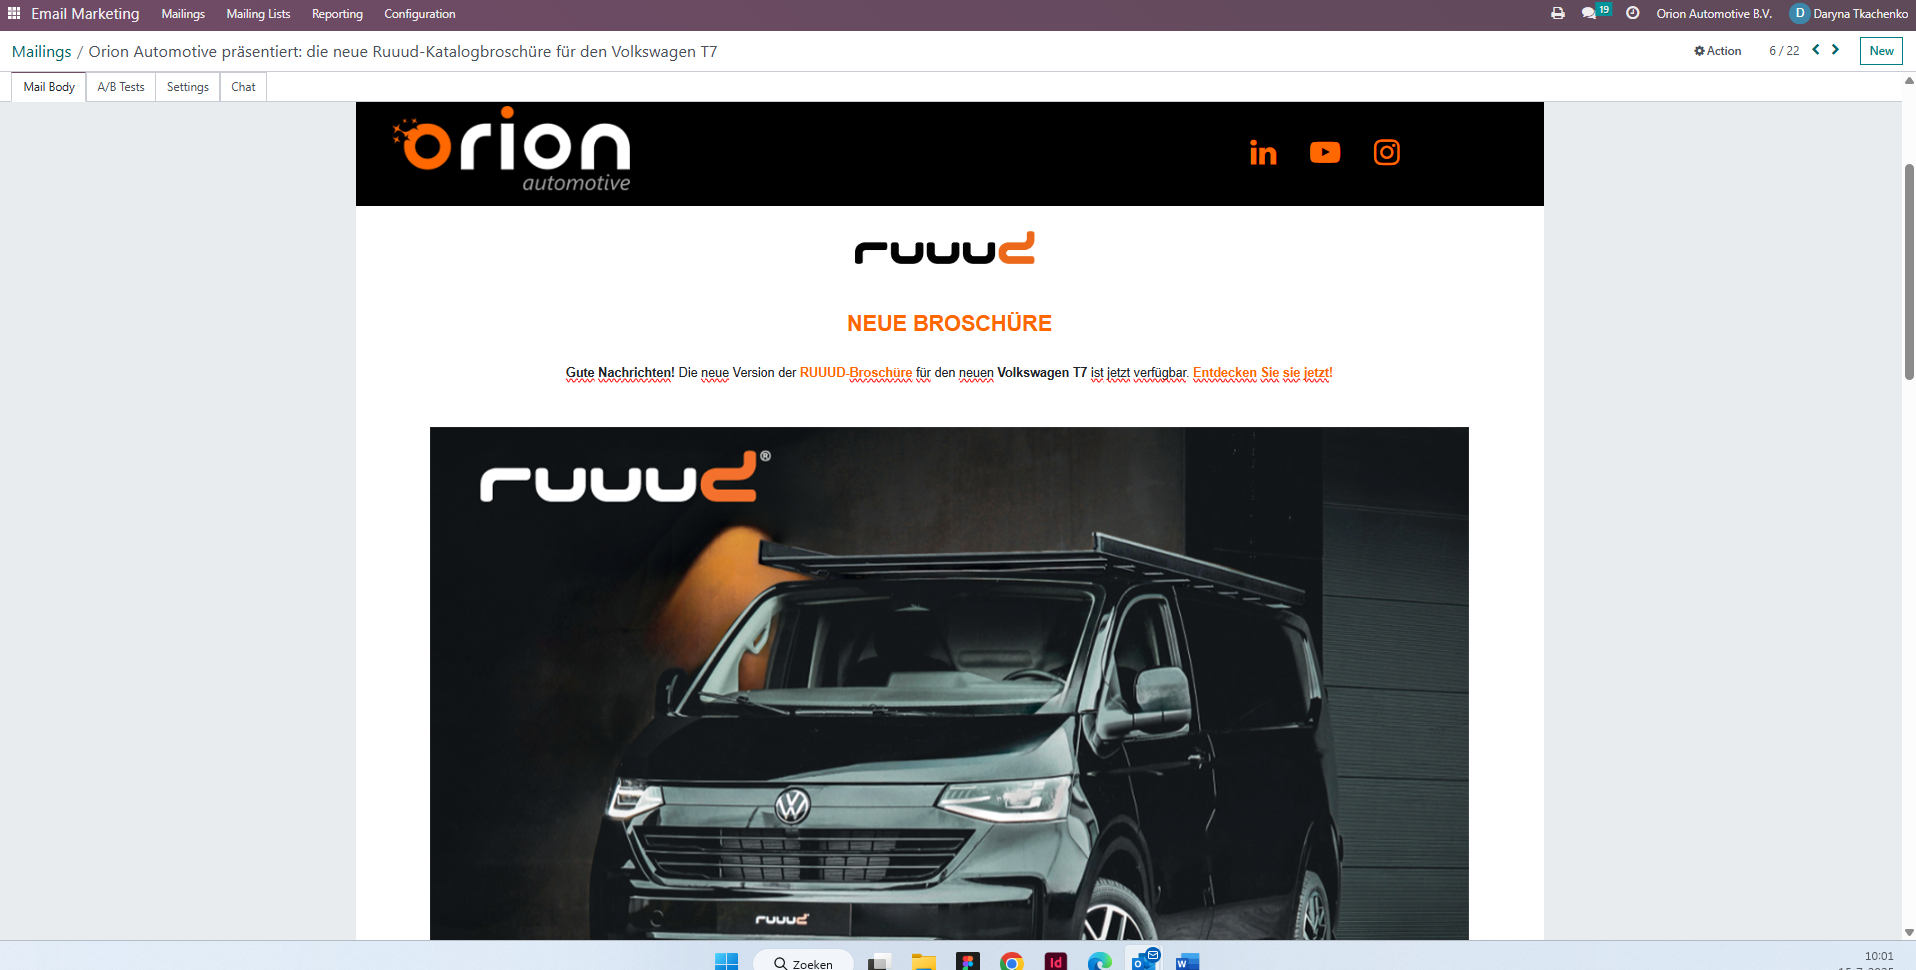 Email Marketing Mailings Mailing Lists Reporting Configuration 19 Orion Automotive B.V. D Daryna Tkachenko
Mailings / Orion Automotive präsentiert: die neue Ruuud-Katalogbroschüre für den Volkswagen T7 Action 6 / 22 New
Mail Body A/B Tests Settings Chat
orion
automotive
in
ruuud
NEUE BROSCHÜRE
Gute Nachrichten! Die neue Version der RUUUD-Broschüre für den neuen Volkswagen T7 ist jetzt verfügbar. Entdecken Sie sie jetzt!
ruuud®
ruuud
Zoeken
Id
W
10:01